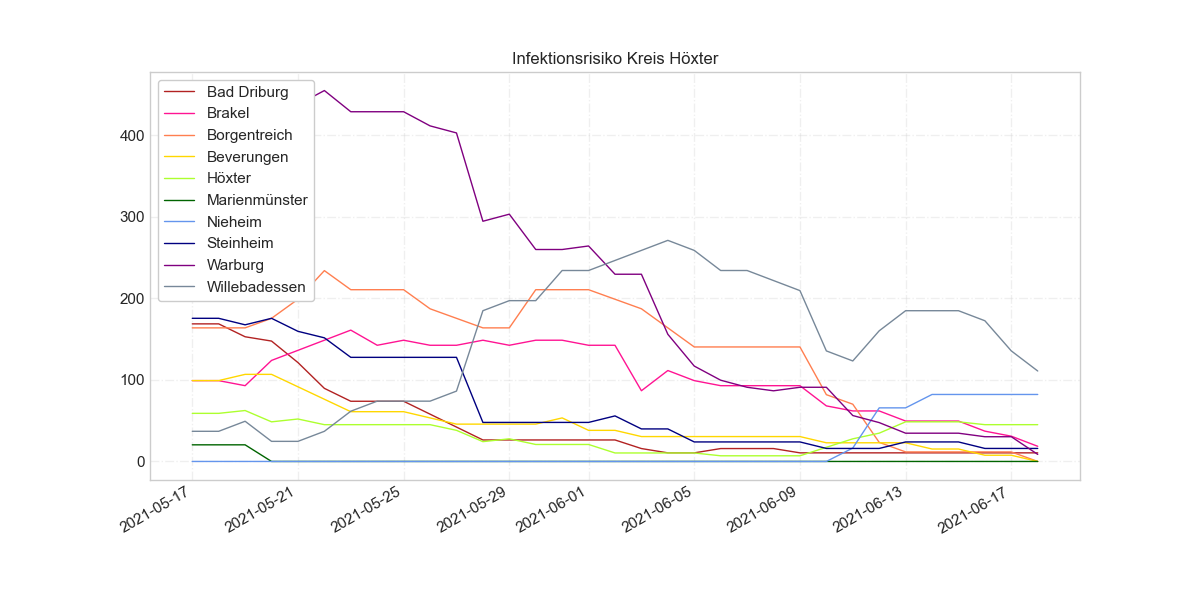 Infektionsrisiko Kreis Höxter
Bad Driburg
Brakel
Borgentreich
Beverungen
Höxter
Marienmünster
Nieheim
Steinheim
Warburg
Willebadessen
400
300
200
100
0
2021-05-17
2021-05-21
2021-05-25
2021-05-29
2021-06-01
2021-06-05
2021-06-09
2021-06-13
2021-06-17